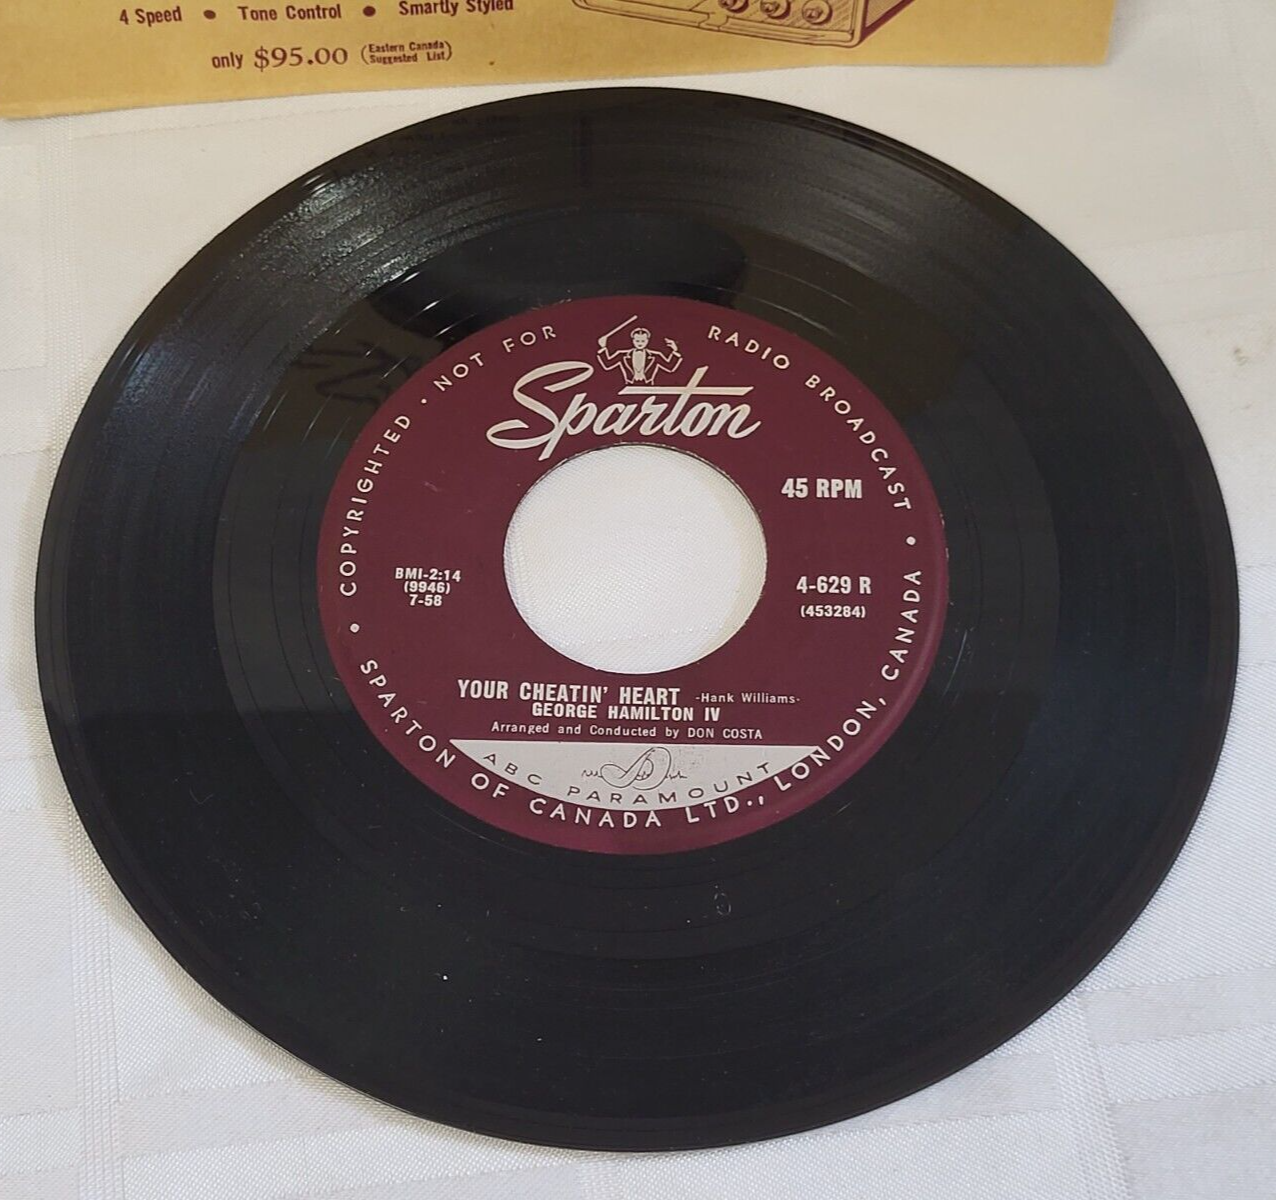 4 Speed • Tone Control • Smartly Styled
only $95.00 (Eastern Canada
Suggested List)
COPYRIGHTED • NOT FOR RADIO BROADCAST •
Sparton
45 RPM
BMI-2:14
(9946)
7-58
4-629 R
(453284)
YOUR CHEATIN' HEART -Hank Williams-
GEORGE HAMILTON IV
Arranged and Conducted by DON COSTA
ABC PARAMOUNT
• SPARTON OF CANADA LTD., LONDON, CANADA